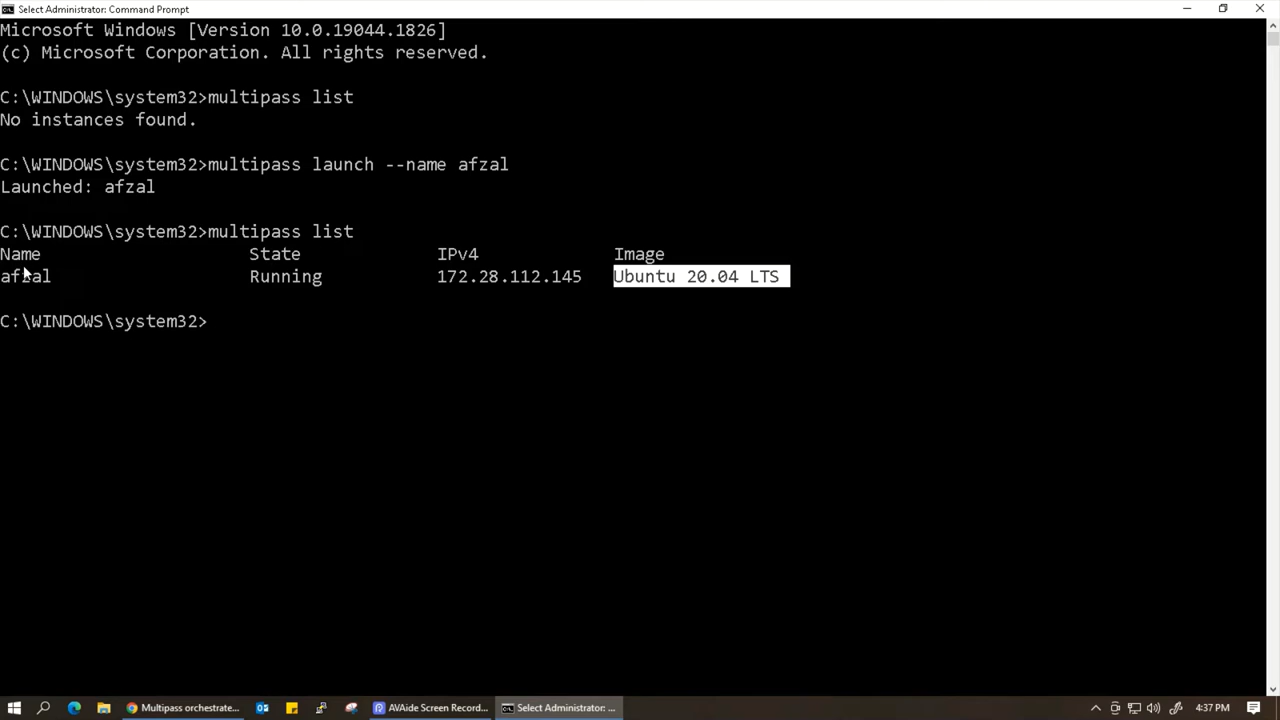 Select Administrator: Command Prompt
Microsoft Windows [Version 10.0.19044.1826]
(c) Microsoft Corporation. All rights reserved.
C:\WINDOWS\system32>multipass list
No instances found.
C:\WINDOWS\system32>multipass launch --name afzal
Launched: afzal
C:\WINDOWS\system32>multipass list
Name State IPv4 Image
afzal Running 172.28.112.145 Ubuntu 20.04 LTS
C:\WINDOWS\system32>
Multipass orchestrate... AVAide Screen Record... Select Administrator: ... 4:37 PM